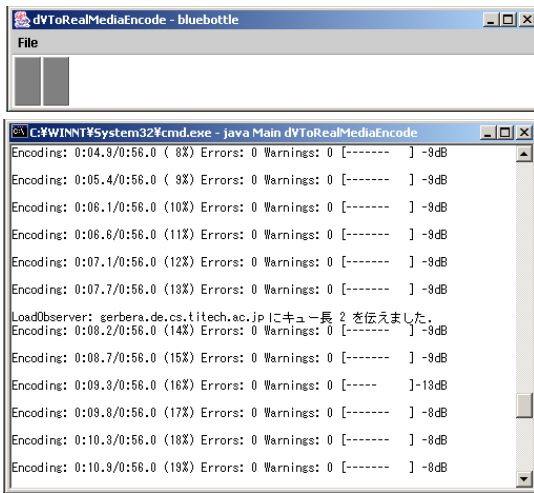 dVToRealMediaEncode - bluebottle
File
C:¥WINNT¥System32¥cmd.exe - java Main dVToRealMediaEncode
Encoding: 0:04.9/0:56.0 ( 8%) Errors: 0 Warnings: 0 [-------   ] -9dB
Encoding: 0:05.4/0:56.0 ( 9%) Errors: 0 Warnings: 0 [-------   ] -9dB
Encoding: 0:06.1/0:56.0 (10%) Errors: 0 Warnings: 0 [-------   ] -9dB
Encoding: 0:06.6/0:56.0 (11%) Errors: 0 Warnings: 0 [-------   ] -9dB
Encoding: 0:07.1/0:56.0 (12%) Errors: 0 Warnings: 0 [-------   ] -9dB
Encoding: 0:07.7/0:56.0 (13%) Errors: 0 Warnings: 0 [-------   ] -9dB
LoadObserver: gerbera.de.cs.titech.ac.jp にキュー長 2 を伝えました.
Encoding: 0:08.2/0:56.0 (14%) Errors: 0 Warnings: 0 [-------   ] -9dB
Encoding: 0:08.7/0:56.0 (15%) Errors: 0 Warnings: 0 [-------   ] -9dB
Encoding: 0:09.3/0:56.0 (16%) Errors: 0 Warnings: 0 [-----     ]-13dB
Encoding: 0:09.8/0:56.0 (17%) Errors: 0 Warnings: 0 [-------   ] -8dB
Encoding: 0:10.3/0:56.0 (18%) Errors: 0 Warnings: 0 [-------   ] -8dB
Encoding: 0:10.9/0:56.0 (19%) Errors: 0 Warnings: 0 [-------   ] -8dB